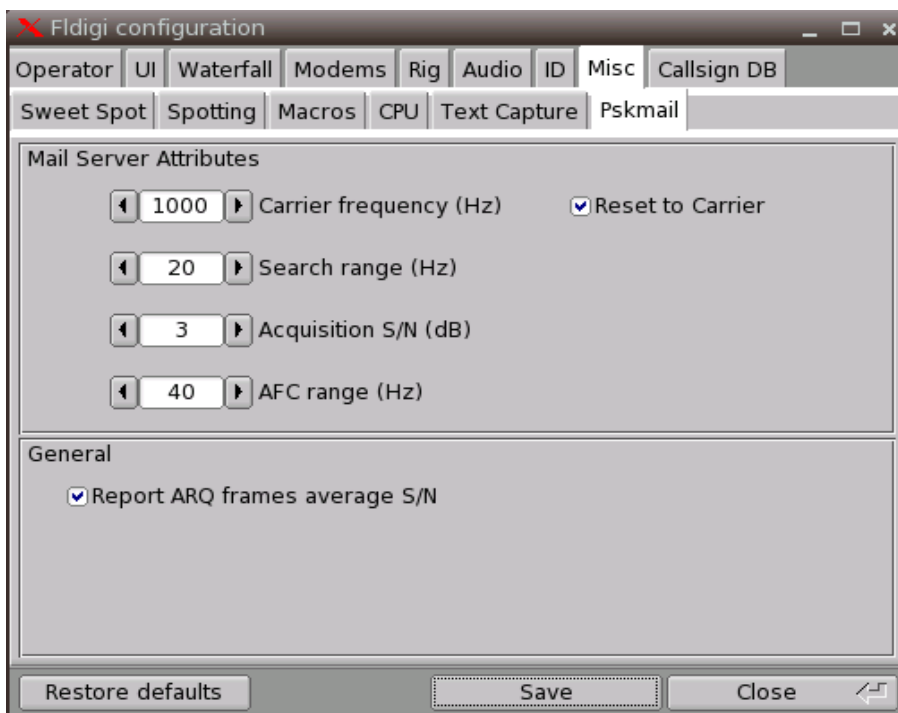 Fldigi configuration
Operator UI Waterfall Modems Rig Audio ID Misc Callsign DB
Sweet Spot Spotting Macros CPU Text Capture Pskmail
Mail Server Attributes
1000 Carrier frequency (Hz) Reset to Carrier
20 Search range (Hz)
3 Acquisition S/N (dB)
40 AFC range (Hz)
General
Report ARQ frames average S/N
Restore defaults Save Close